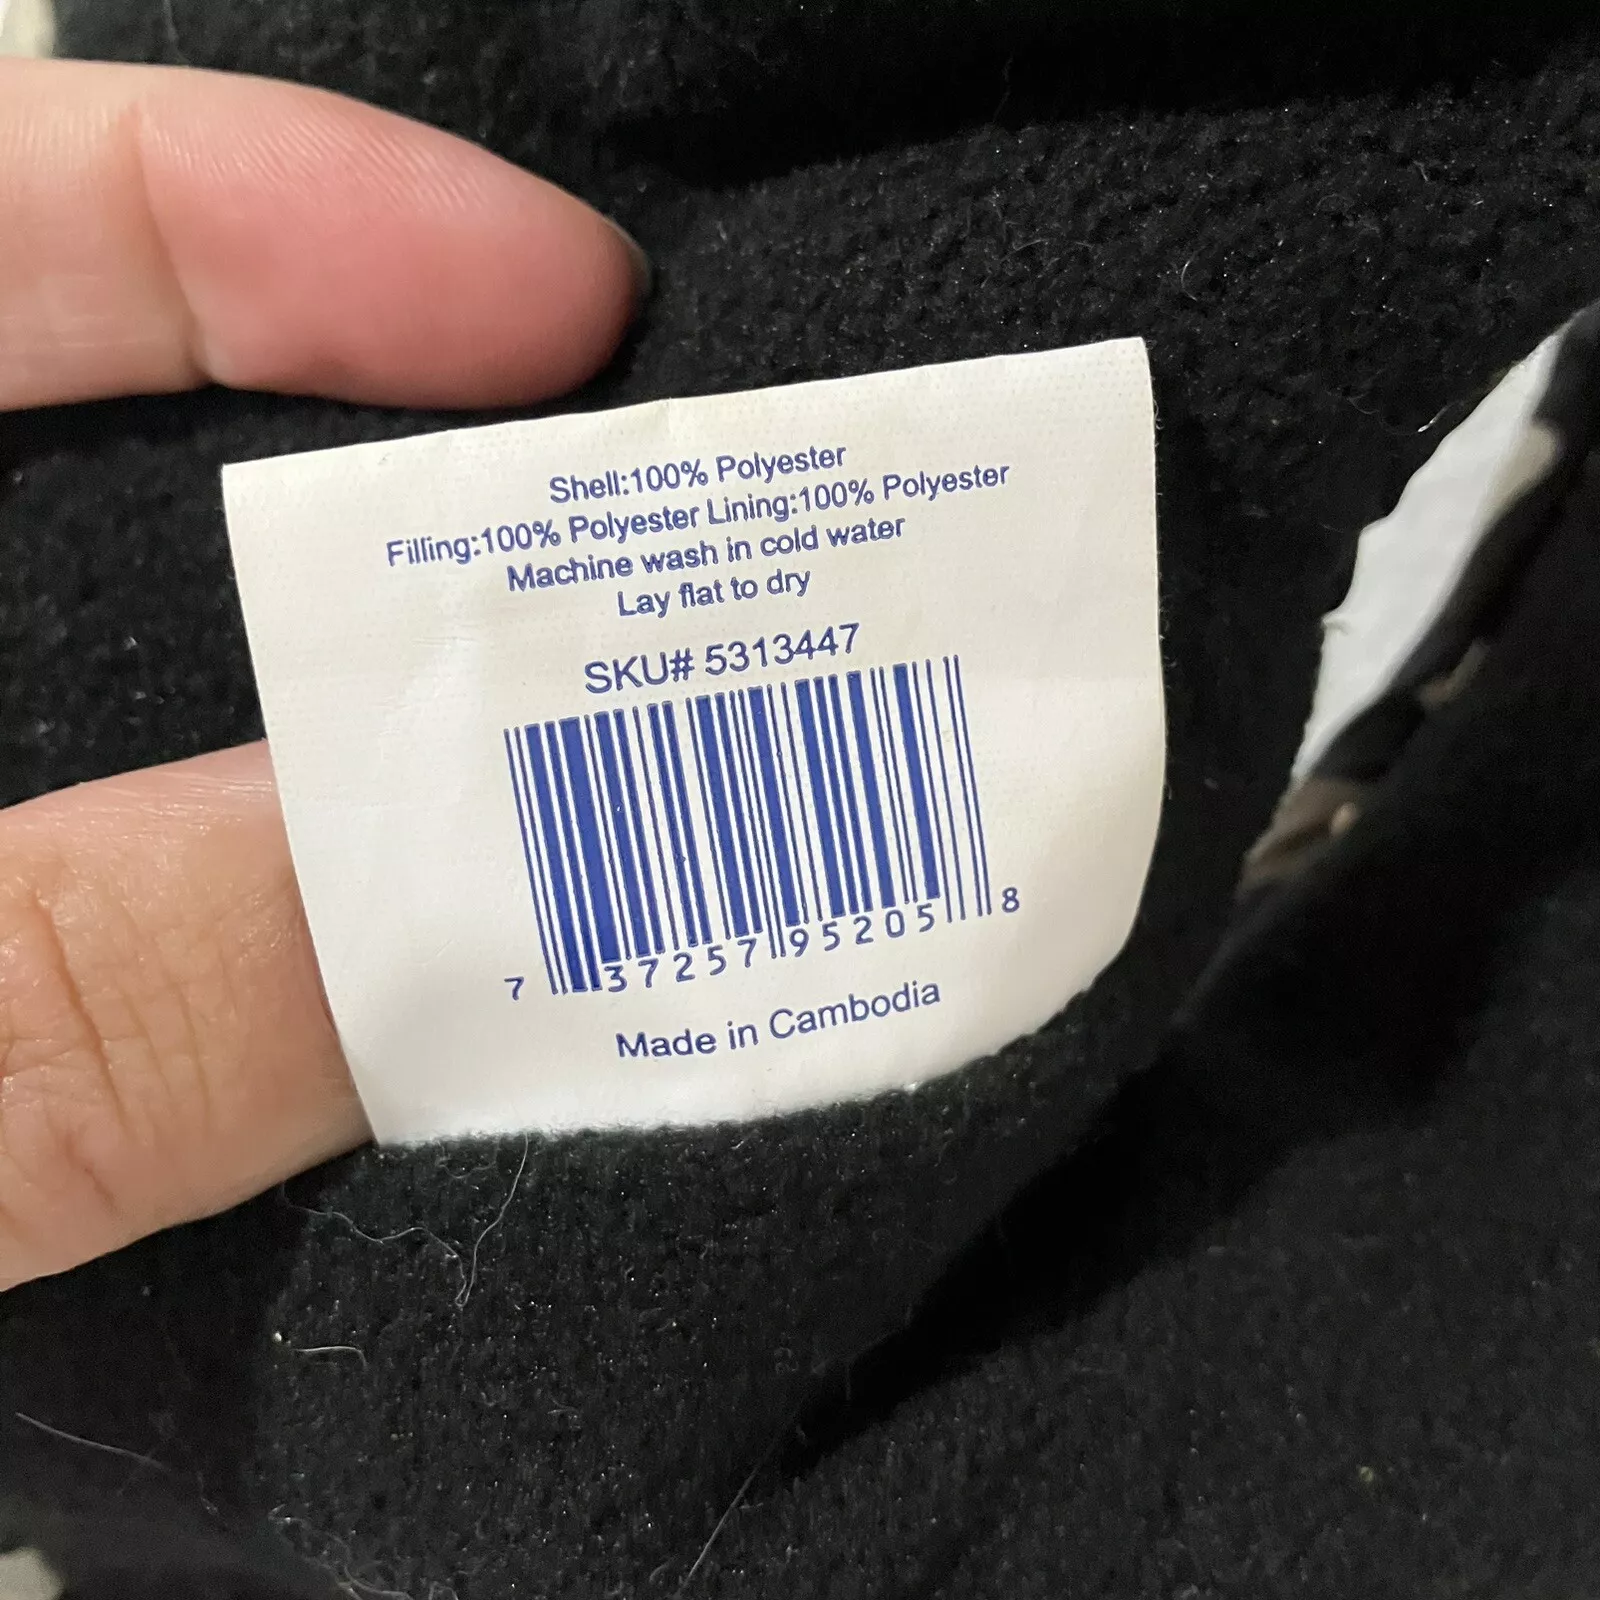 Shell:100% Polyester
Filling:100% Polyester Lining:100% Polyester
Machine wash in cold water
Lay flat to dry
SKU# 5313447
7 37257 95205 8
Made in Cambodia